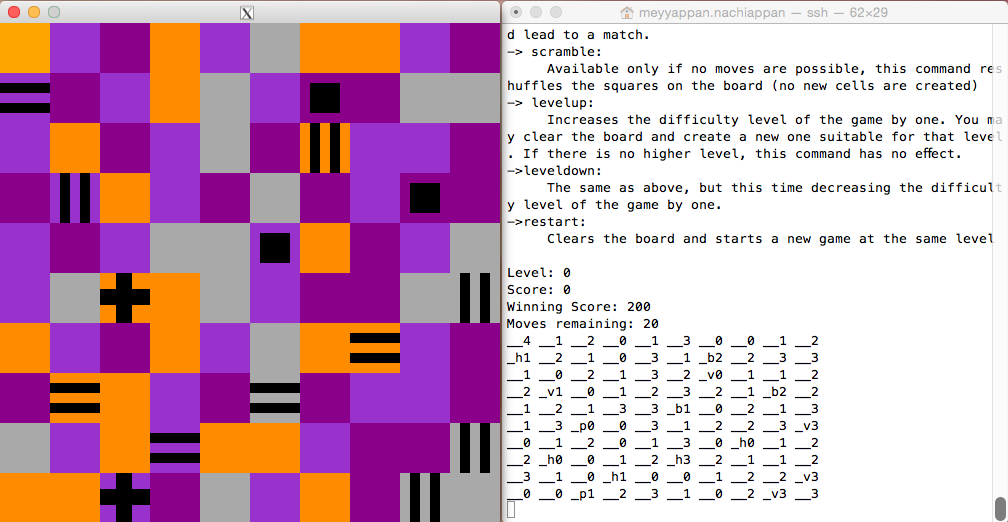 X
meyyappan.nachiappan — ssh — 62×29
d lead to a match.
—> scramble:
Available only if no moves are possible, this command res
huffles the squares on the board (no new cells are created)
—> levelup:
Increases the difficulty level of the game by one. You ma
y clear the board and create a new one suitable for that level
. If there is no higher level, this command has no effect.
—>leveldown:
The same as above, but this time decreasing the difficult
y level of the game by one.
—>restart:
Clears the board and starts a new game at the same level
Level: 0
Score: 0
Winning Score: 200
Moves remaining: 20
__4 __1 __2 __0 __1 __3 __0 __0 __1 __2
_h1 __2 __1 __0 __3 __1 _b2 __2 __3 __3
__1 __0 __2 __1 __3 __2 _v0 __1 __1 __2
__2 _v1 __0 __1 __2 __3 __2 __1 _b2 __2
__1 __2 __1 __3 __3 _b1 __0 __2 __1 __3
__1 __3 _p0 __0 __3 __1 __2 __2 __3 _v3
__0 __1 __2 __0 __1 __3 __0 _h0 __1 __2
__2 _h0 __0 __1 __2 _h3 __2 __1 __1 __2
__3 __1 __0 _h1 __0 __0 __1 __2 __2 _v3
__0 __0 _p1 __2 __3 __1 __0 __2 _v3 __3